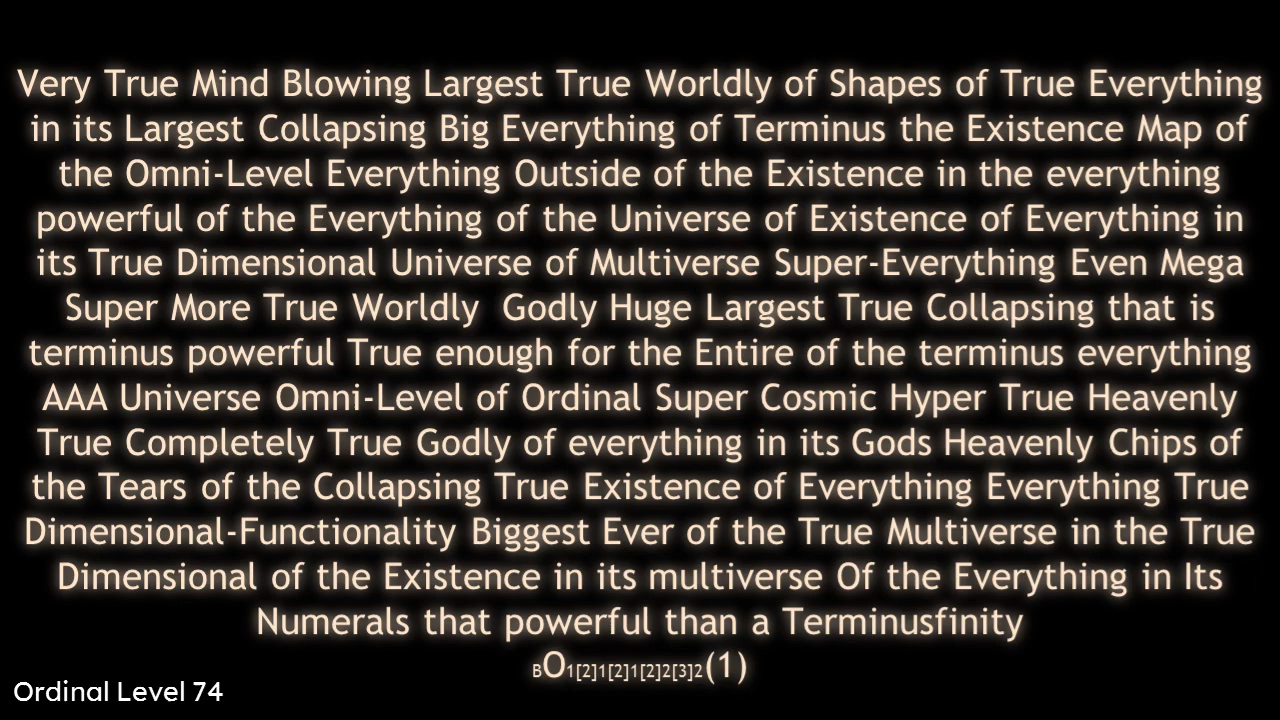 Very True Mind Blowing Largest True Worldly of Shapes of True Everything
in its Largest Collapsing Big Everything of Terminus the Existence Map of
the Omni-Level Everything Outside of the Existence in the everything
powerful of the Everything of the Universe of Existence of Everything in
its True Dimensional Universe of Multiverse Super-Everything Even Mega
Super More True Worldly  Godly Huge Largest True Collapsing that is
terminus powerful True enough for the Entire of the terminus everything
AAA Universe Omni-Level of Ordinal Super Cosmic Hyper True Heavenly
True Completely True Godly of everything in its Gods Heavenly Chips of
the Tears of the Collapsing True Existence of Everything Everything True
Dimensional-Functionality Biggest Ever of the True Multiverse in the True
Dimensional of the Existence in its multiverse Of the Everything in Its
Numerals that powerful than a Terminusfinity
BO1[2]1[2]1[2]2[3]2(1)
Ordinal Level 74